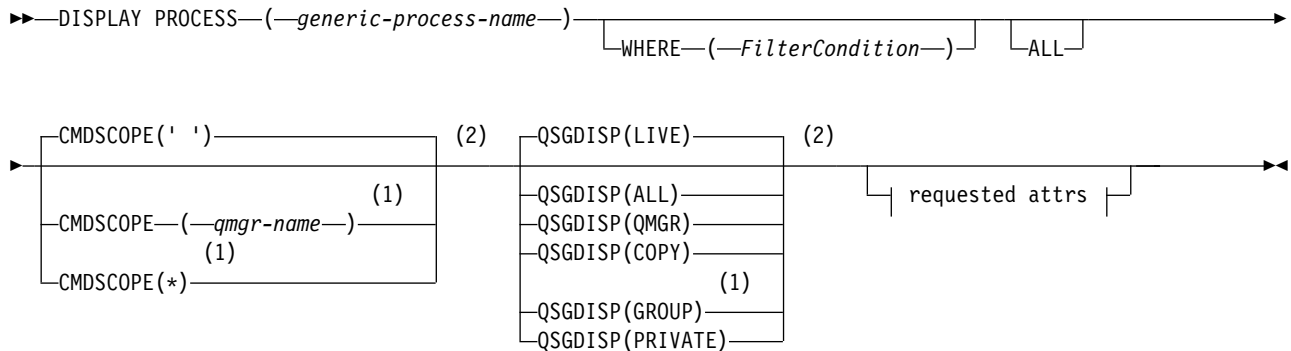 DISPLAY PROCESS ( generic-process-name )
WHERE ( FilterCondition ) ALL
CMDSCOPE(' ') (2) QSGDISP(LIVE) (2)
(1) QSGDISP(ALL) requested attrs
CMDSCOPE ( qmgr-name ) QSGDISP(QMGR)
(1) QSGDISP(COPY)
CMDSCOPE(*) (1)
QSGDISP(GROUP)
QSGDISP(PRIVATE)